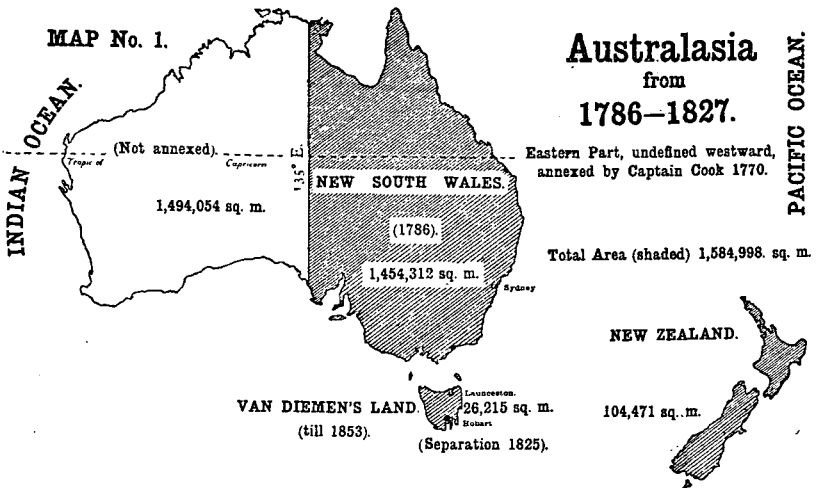 MAP No. 1.
Australasia
from
1786–1827.
Eastern Part, undefined westward,
annexed by Captain Cook 1770.
Total Area (shaded) 1,584,998. sq. m.
INDIAN OCEAN.
PACIFIC OCEAN.
(Not annexed)
Tropic of Capricorn
135° E.
1,494,054 sq. m.
NEW SOUTH WALES.
(1786).
1,454,312 sq. m.
Sydney
NEW ZEALAND.
104,471 sq. m.
VAN DIEMEN'S LAND.
(till 1853).
Launceston.
26,215 sq. m.
Hobart
(Separation 1825).